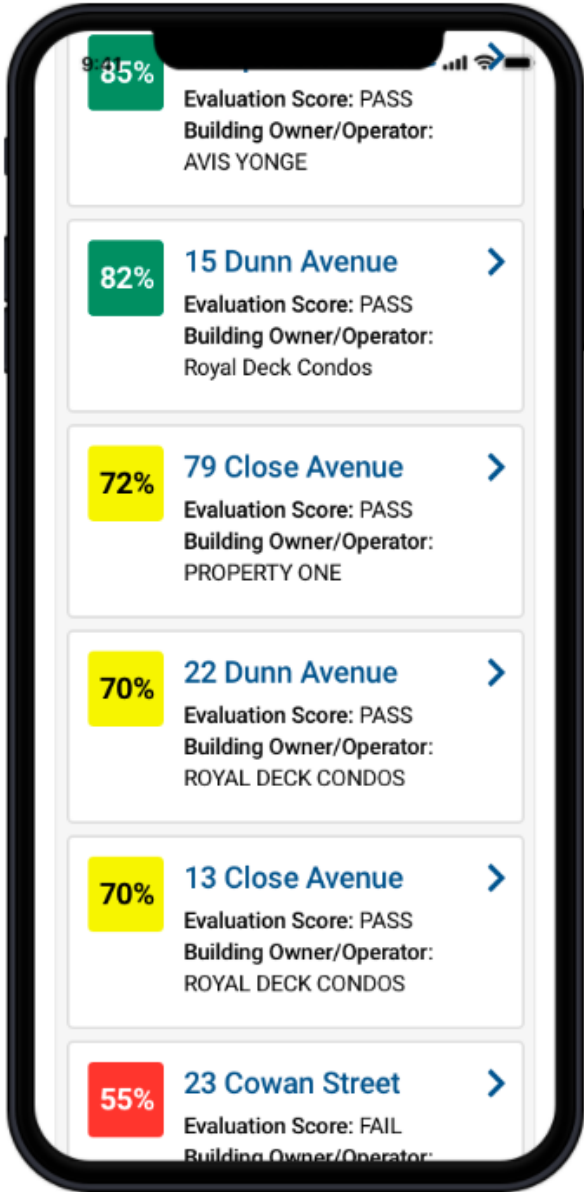 9:41
85%
Evaluation Score: PASS
Building Owner/Operator:
AVIS YONGE
82%
15 Dunn Avenue
Evaluation Score: PASS
Building Owner/Operator:
Royal Deck Condos
72%
79 Close Avenue
Evaluation Score: PASS
Building Owner/Operator:
PROPERTY ONE
70%
22 Dunn Avenue
Evaluation Score: PASS
Building Owner/Operator:
ROYAL DECK CONDOS
70%
13 Close Avenue
Evaluation Score: PASS
Building Owner/Operator:
ROYAL DECK CONDOS
55%
23 Cowan Street
Evaluation Score: FAIL
Building Owner/Operator: